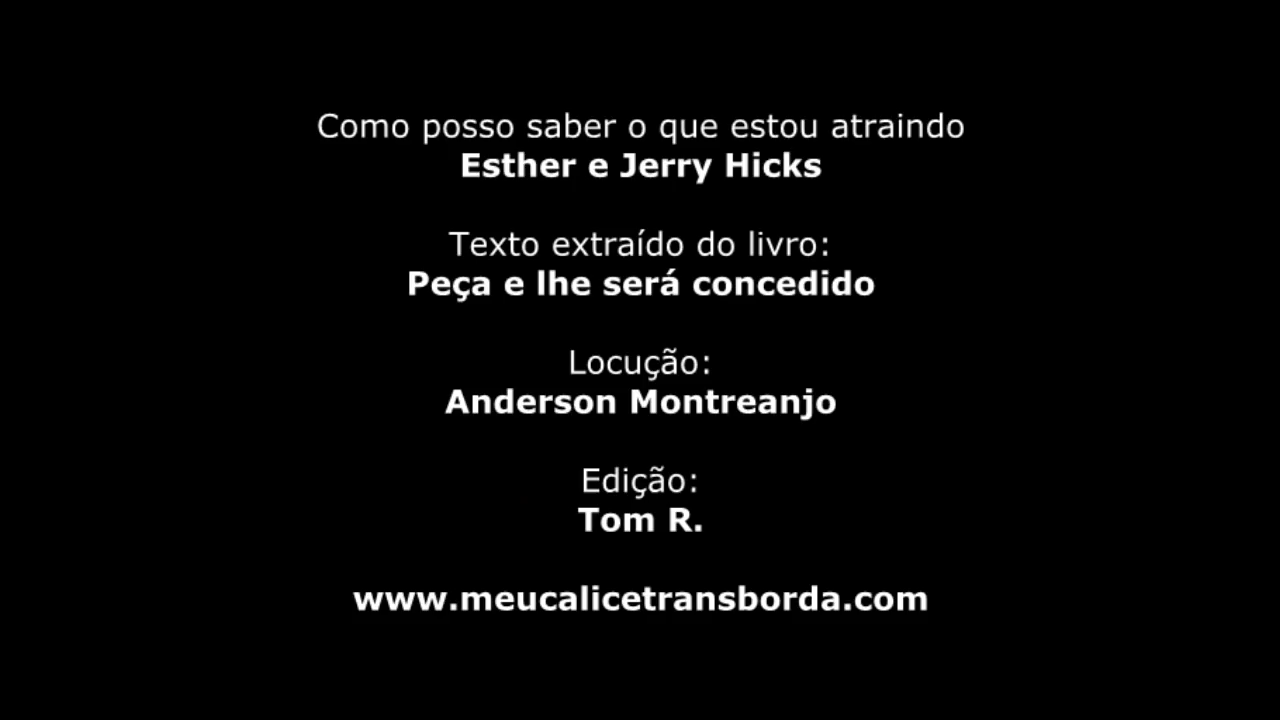 Como posso saber o que estou atraindo
Esther e Jerry Hicks
Texto extraído do livro:
Peça e lhe será concedido
Locução:
Anderson Montreanjo
Edição:
Tom R.
www.meucalicetransborda.com